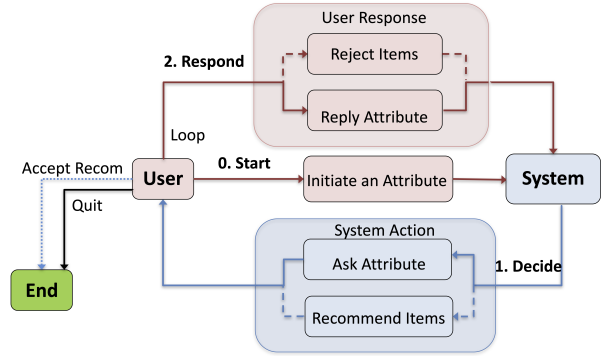 User Response
2. Respond
Reject Items
Reply Attribute
Loop
Accept Recom
0. Start
User
Initiate an Attribute
System
Quit
System Action
Ask Attribute
1. Decide
End
Recommend Items